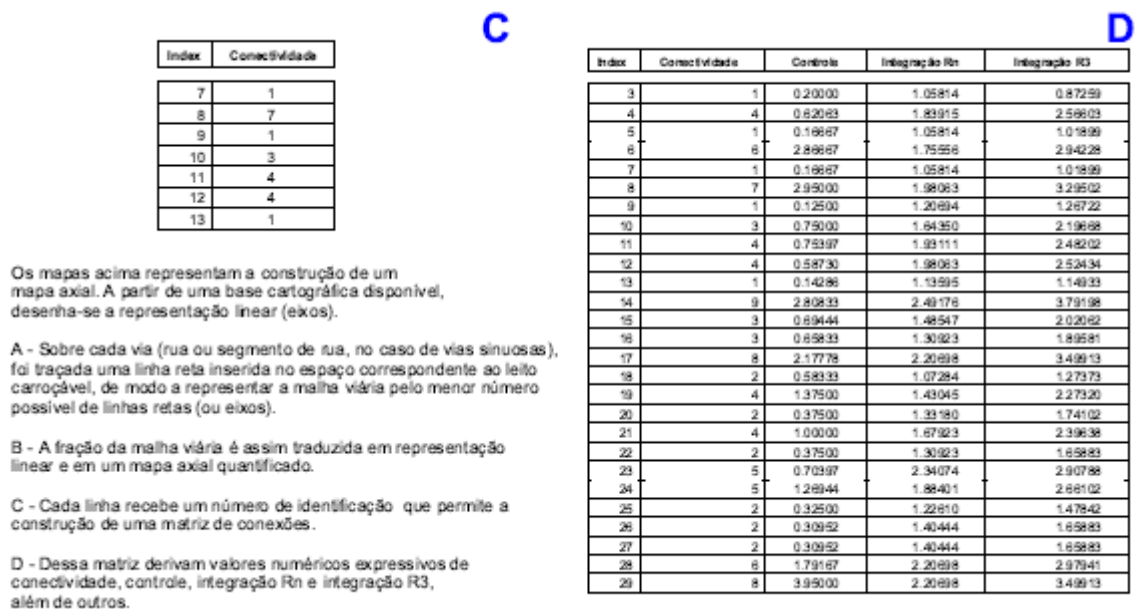 C
Index Conectividade
7 1
8 7
9 1
10 3
11 4
12 4
13 1
Os mapas acima representam a construção de um
mapa axial. A partir de uma base cartográfica disponível,
desenha-se a representação linear (eixos).
A - Sobre cada via (rua ou segmento de rua, no caso de vias sinuosas),
foi traçada uma linha reta inserida no espaço correspondente ao leito
carroçável, de modo a representar a malha viária pelo menor número
possível de linhas retas (ou eixos).
B - A fração da malha viária é assim traduzida em representação
linear e em um mapa axial quantificado.
C - Cada linha recebe um número de identificação que permite a
construção de uma matriz de conexões.
D - Dessa matriz derivam valores numéricos expressivos de
conectividade, controle, integração Rn e integração R3,
além de outros.
D
Index Conectividade Controle Integração Rn Integração R3
3 1 0.20000 1.05814 0.87259
4 4 0.62063 1.83915 2.56603
5 1 0.16667 1.05814 1.01899
6 6 2.86667 1.75556 2.94228
7 1 0.16667 1.05814 1.01899
8 7 2.95000 1.98063 3.29502
9 1 0.12500 1.20694 1.26722
10 3 0.75000 1.64350 2.19668
11 4 0.75397 1.93111 2.48202
12 4 0.58730 1.98063 2.52434
13 1 0.14286 1.13595 1.14933
14 9 2.80833 2.49176 3.79198
15 3 0.69444 1.48547 2.02062
16 3 0.65833 1.30923 1.89581
17 8 2.17778 2.20698 3.49913
18 2 0.58333 1.07284 1.27373
19 4 1.37500 1.43045 2.27320
20 2 0.37500 1.33180 1.74102
21 4 1.00000 1.67923 2.39638
22 2 0.37500 1.30923 1.65883
23 5 0.70397 2.34074 2.90788
24 5 1.26944 1.88401 2.66102
25 2 0.32500 1.22610 1.47842
26 2 0.30952 1.40444 1.65883
27 2 0.30952 1.40444 1.65883
28 6 1.79167 2.20698 2.97941
29 8 3.95000 2.20698 3.49913